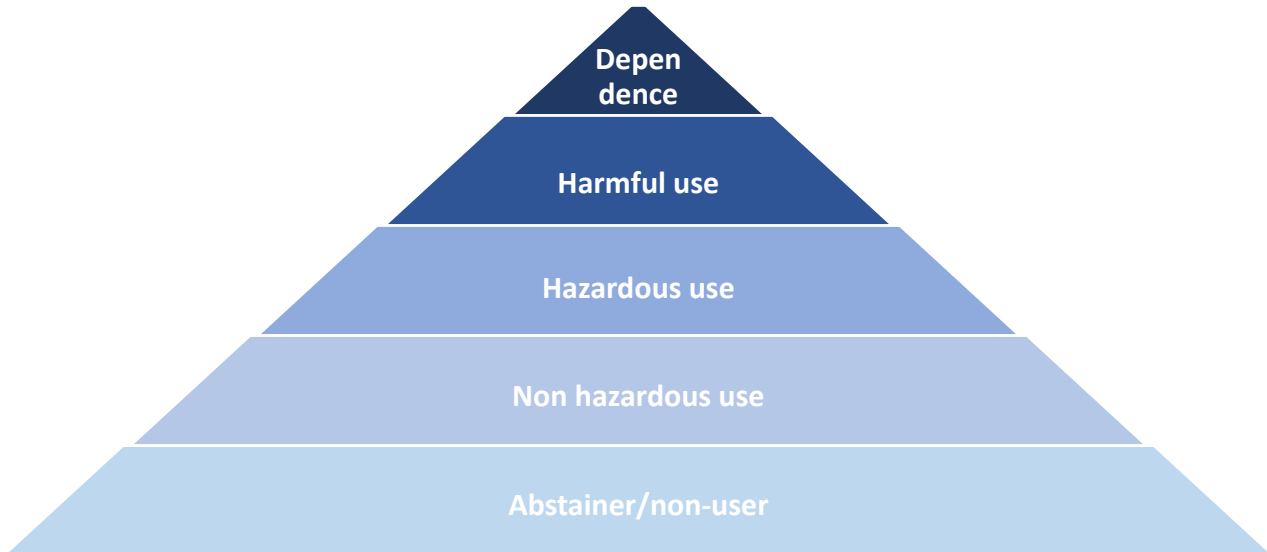 Depen
dence
Harmful use
Hazardous use
Non hazardous use
Abstainer/non-user